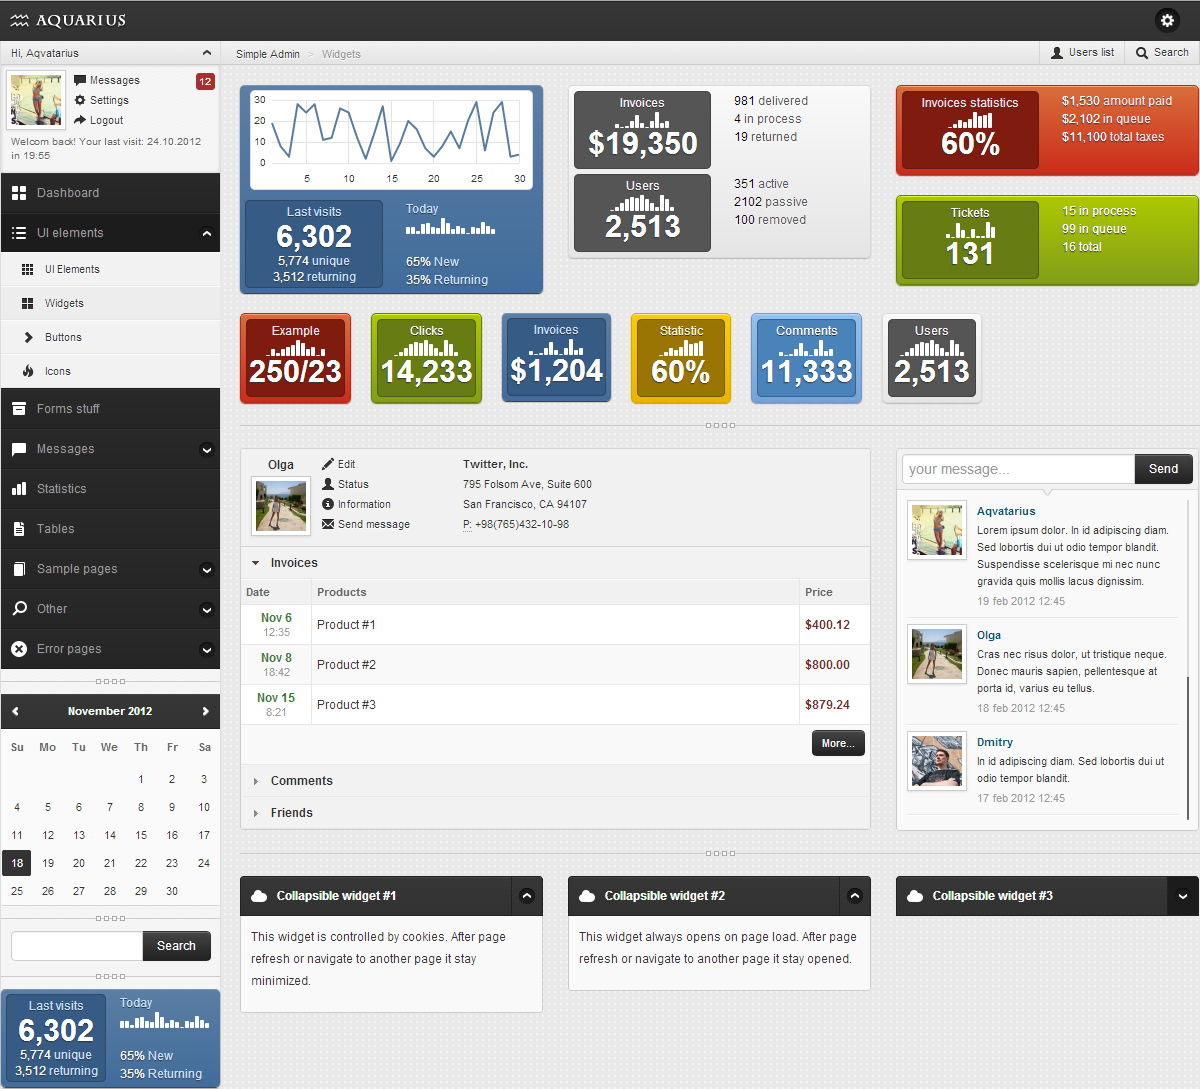 AQUARIUS
Hi, Aqvatarius
Simple Admin > Widgets
Users list
Search
Messages
12
Settings
Logout
Welcom back! Your last visit: 24.10.2012
in 19:55
Dashboard
UI elements
UI Elements
Widgets
Buttons
Icons
Forms stuff
Messages
Statistics
Tables
Sample pages
Other
Error pages
November 2012
Su Mo Tu We Th Fr Sa
1 2 3
4 5 6 7 8 9 10
11 12 13 14 15 16 17
18 19 20 21 22 23 24
25 26 27 28 29 30
Search
Last visits
6,302
5,774 unique
3,512 returning
Today
65% New
35% Returning
30
20
10
0
5 10 15 20 25 30
Last visits
6,302
5,774 unique
3,512 returning
Today
65% New
35% Returning
Invoices
$19,350
981 delivered
4 in process
19 returned
Users
2,513
351 active
2102 passive
100 removed
Invoices statistics
60%
$1,530 amount paid
$2,102 in queue
$11,100 total taxes
Tickets
131
15 in process
99 in queue
16 total
Example
250/23
Clicks
14,233
Invoices
$1,204
Statistic
60%
Comments
11,333
Users
2,513
Olga
Edit
Status
Information
Send message
Twitter, Inc.
795 Folsom Ave, Suite 600
San Francisco, CA 94107
P: +98(765)432-10-98
Invoices
Date Products Price
Nov 6
12:35
Product #1
$400.12
Nov 8
18:42
Product #2
$800.00
Nov 15
8:21
Product #3
$879.24
More...
Comments
Friends
your message...
Send
Aqvatarius
Lorem ipsum dolor. In id adipiscing diam.
Sed lobortis dui ut odio tempor blandit.
Suspendisse scelerisque mi nec nunc
gravida quis mollis lacus dignissim.
19 feb 2012 12:45
Olga
Cras nec risus dolor, ut tristique neque.
Donec mauris sapien, pellentesque at
porta id, varius eu tellus.
18 feb 2012 12:45
Dmitry
In id adipiscing diam. Sed lobortis dui ut
odio tempor blandit.
17 feb 2012 12:45
Collapsible widget #1
This widget is controlled by cookies. After page
refresh or navigate to another page it stay
minimized.
Collapsible widget #2
This widget always opens on page load. After page
refresh or navigate to another page it stay opened.
Collapsible widget #3